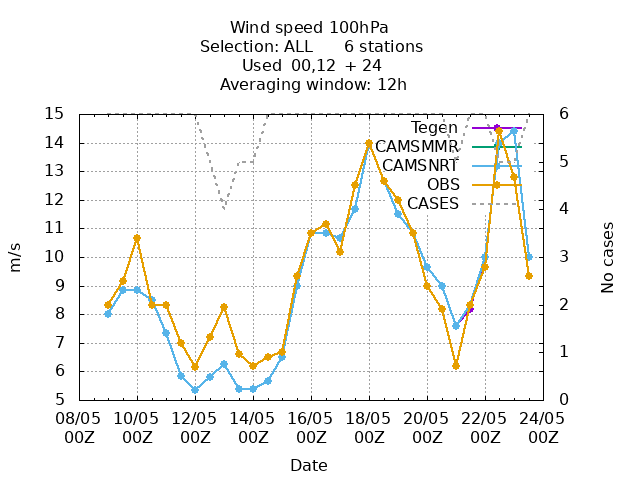 Wind speed 100hPa
Selection: ALL 6 stations
Used 00,12 + 24
Averaging window: 12h
15
14
13
12
11
10
9
8
7
6
5
m/s
6
5
4
3
2
1
0
No cases
Tegen
CAMSMMR
CAMSNRT
OBS
CASES
08/05 10/05 12/05 14/05 16/05 18/05 20/05 22/05 24/05
00Z 00Z 00Z 00Z 00Z 00Z 00Z 00Z 00Z
Date